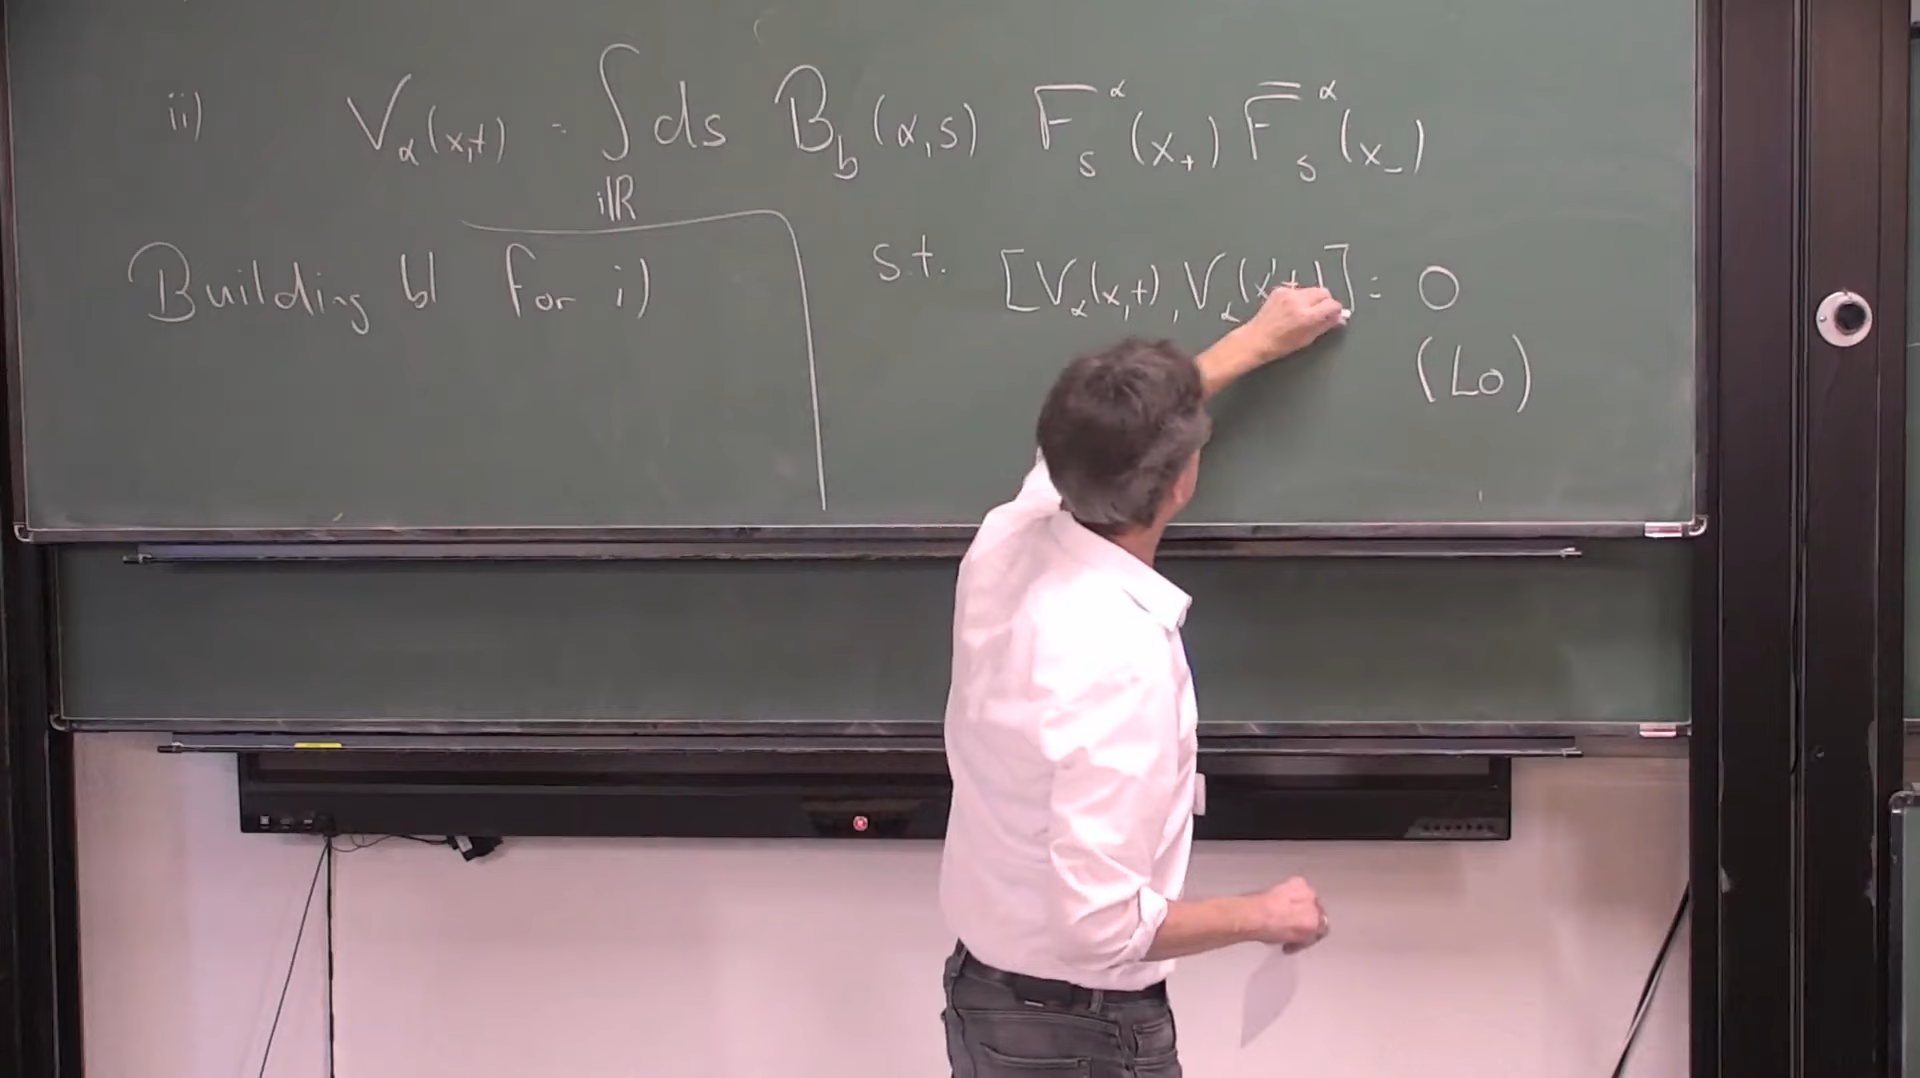 ii) V_α(x,t) = ∫_{iℝ} ds B_b(α,s) F_s^α(x_+) F̄_s^α(x_-)
Building bl for i)
s.t. [V_α(x,t), V_α(x',t)] = 0
(Lo)